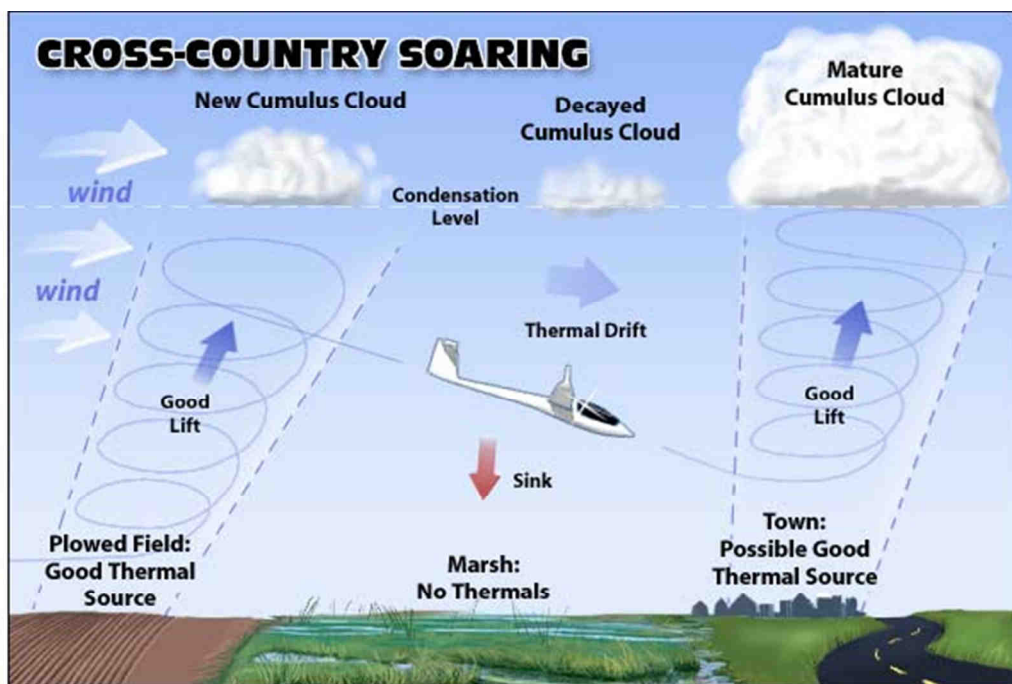 CROSS-COUNTRY SOARING
New Cumulus Cloud
Decayed
Cumulus Cloud
Mature
Cumulus Cloud
wind
Condensation
Level
wind
Thermal Drift
Good
Lift
Good
Lift
Sink
Plowed Field:
Good Thermal
Source
Marsh:
No Thermals
Town:
Possible Good
Thermal Source